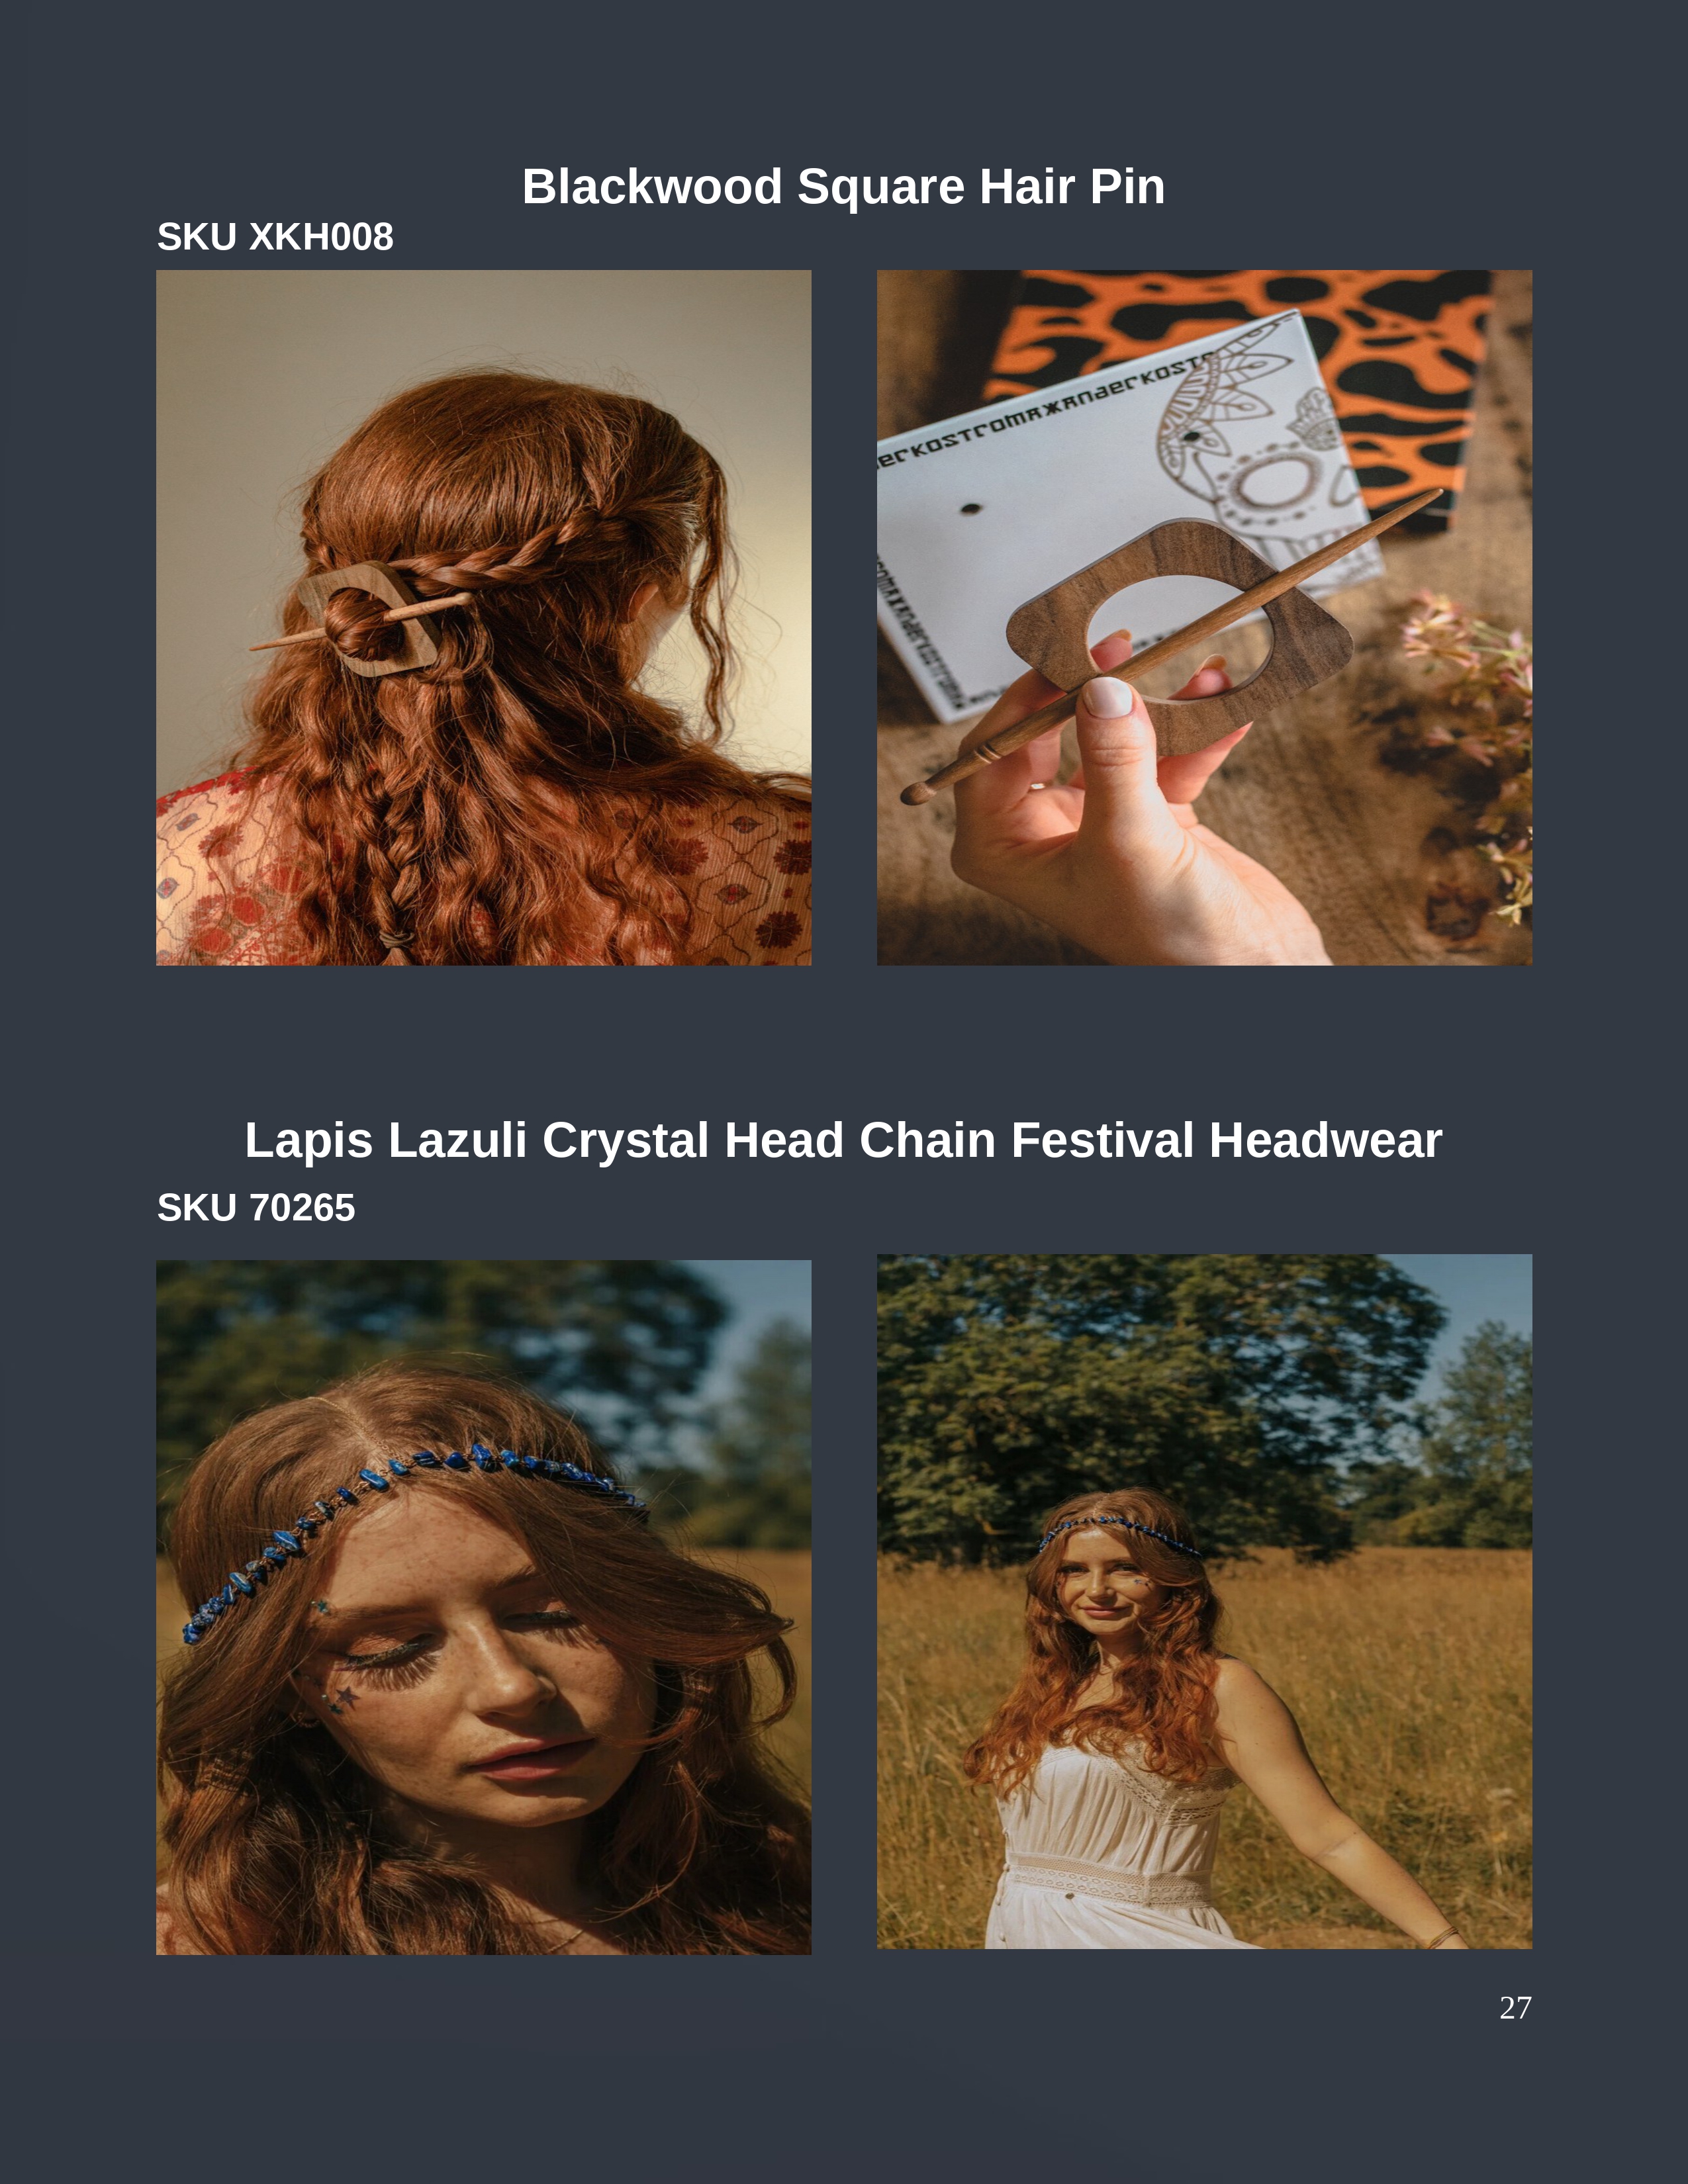 Blackwood Square Hair Pin
SKU XKH008
Lapis Lazuli Crystal Head Chain Festival Headwear
SKU 70265
27